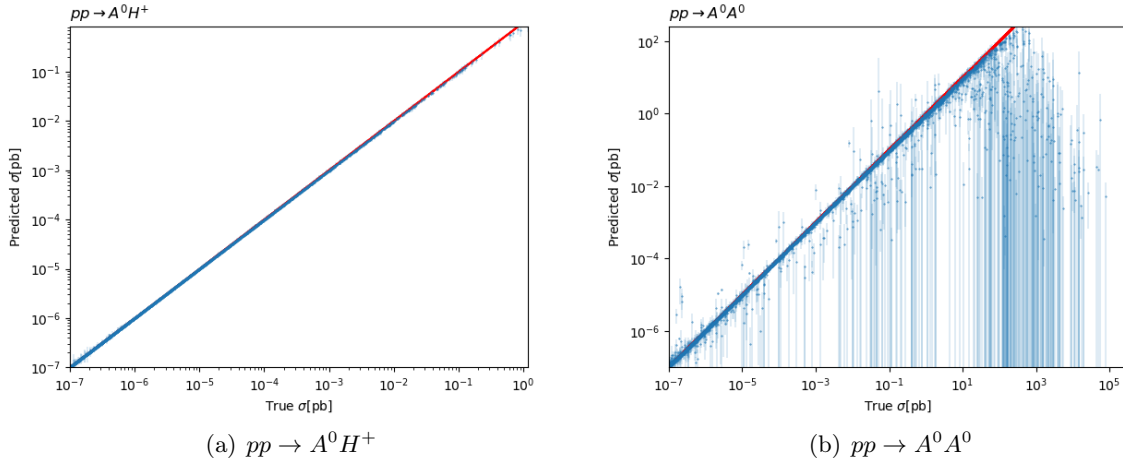 pp → A⁰H⁺
Predicted σ[pb]
10⁻¹
10⁻²
10⁻³
10⁻⁴
10⁻⁵
10⁻⁶
10⁻⁷
10⁻⁷ 10⁻⁶ 10⁻⁵ 10⁻⁴ 10⁻³ 10⁻² 10⁻¹ 10⁰
True σ[pb]
(a) pp → A⁰H⁺
pp → A⁰A⁰
Predicted σ[pb]
10²
10⁰
10⁻²
10⁻⁴
10⁻⁶
10⁻⁷ 10⁻⁵ 10⁻³ 10⁻¹ 10¹ 10³ 10⁵
True σ[pb]
(b) pp → A⁰A⁰